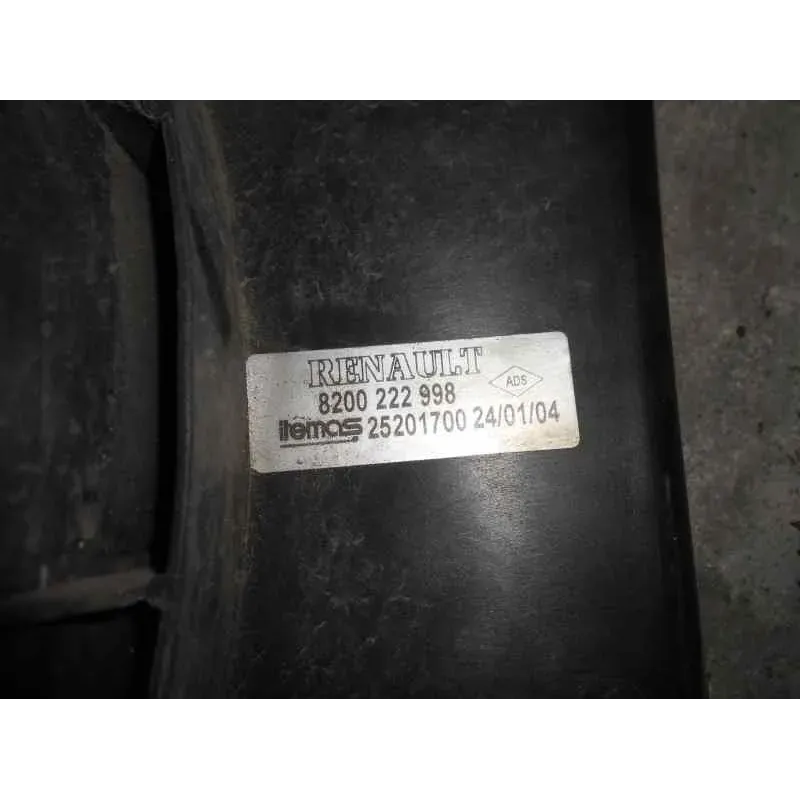 RENAULT
8200 222 998
ADS
itemas 25201700 24/01/04